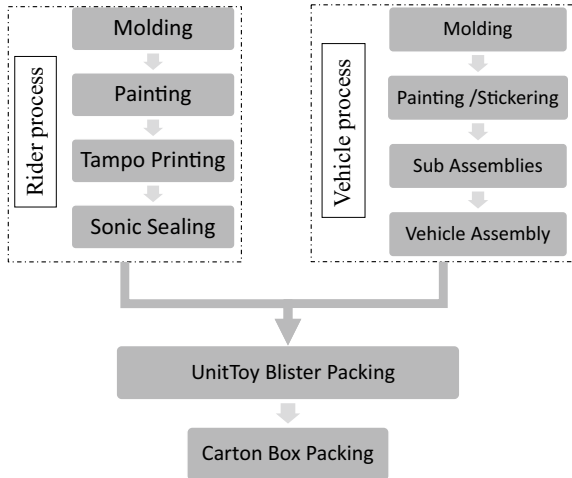 Rider process
Molding
Painting
Tampo Printing
Sonic Sealing
Vehicle process
Molding
Painting /Stickering
Sub Assemblies
Vehicle Assembly
UnitToy Blister Packing
Carton Box Packing